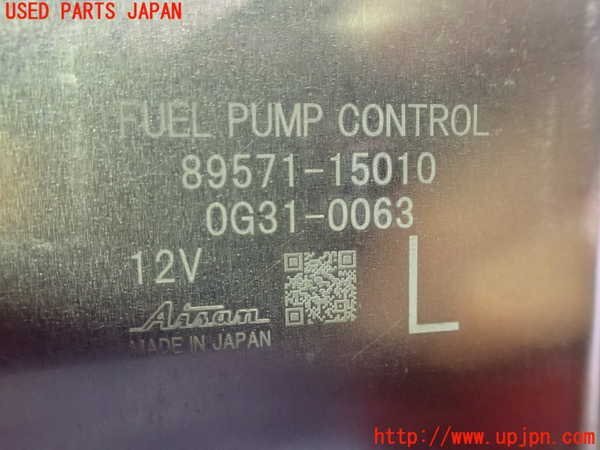 USED PARTS JAPAN
FUEL PUMP CONTROL
89571-15010
0G31-0063
12V
L
Aisan
MADE IN JAPAN
http://www.upjpn.com/